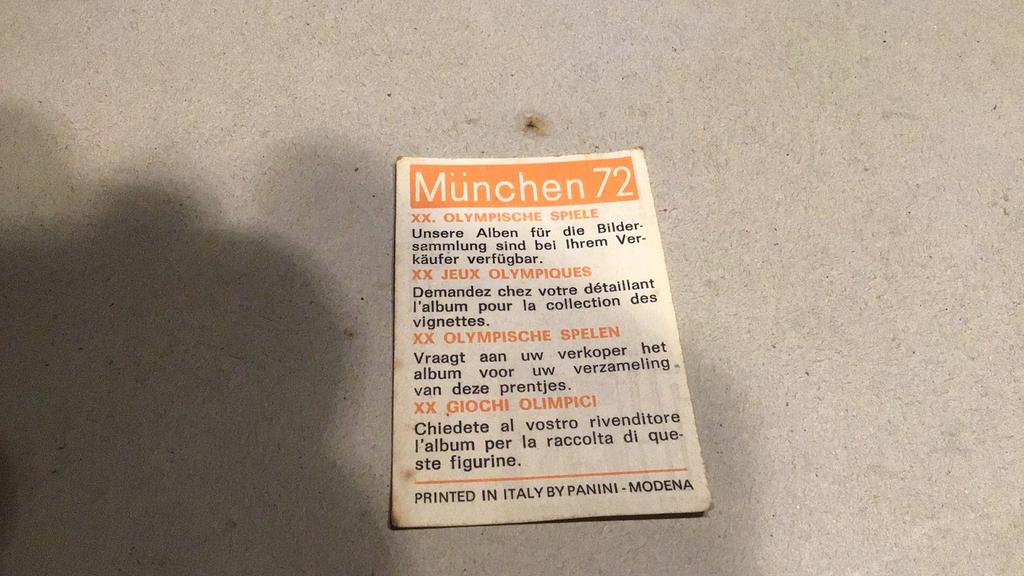 München 72
XX. OLYMPISCHE SPIELE
Unsere Alben für die Bilder-
sammlung sind bei Ihrem Ver-
käufer verfügbar.
XX JEUX OLYMPIQUES
Demandez chez votre détaillant
l'album pour la collection des
vignettes.
XX OLYMPISCHE SPELEN
Vraagt aan uw verkoper het
album voor uw verzameling
van deze prentjes.
XX GIOCHI OLIMPICI
Chiedete al vostro rivenditore
l'album per la raccolta di que-
ste figurine.
PRINTED IN ITALY BY PANINI - MODENA